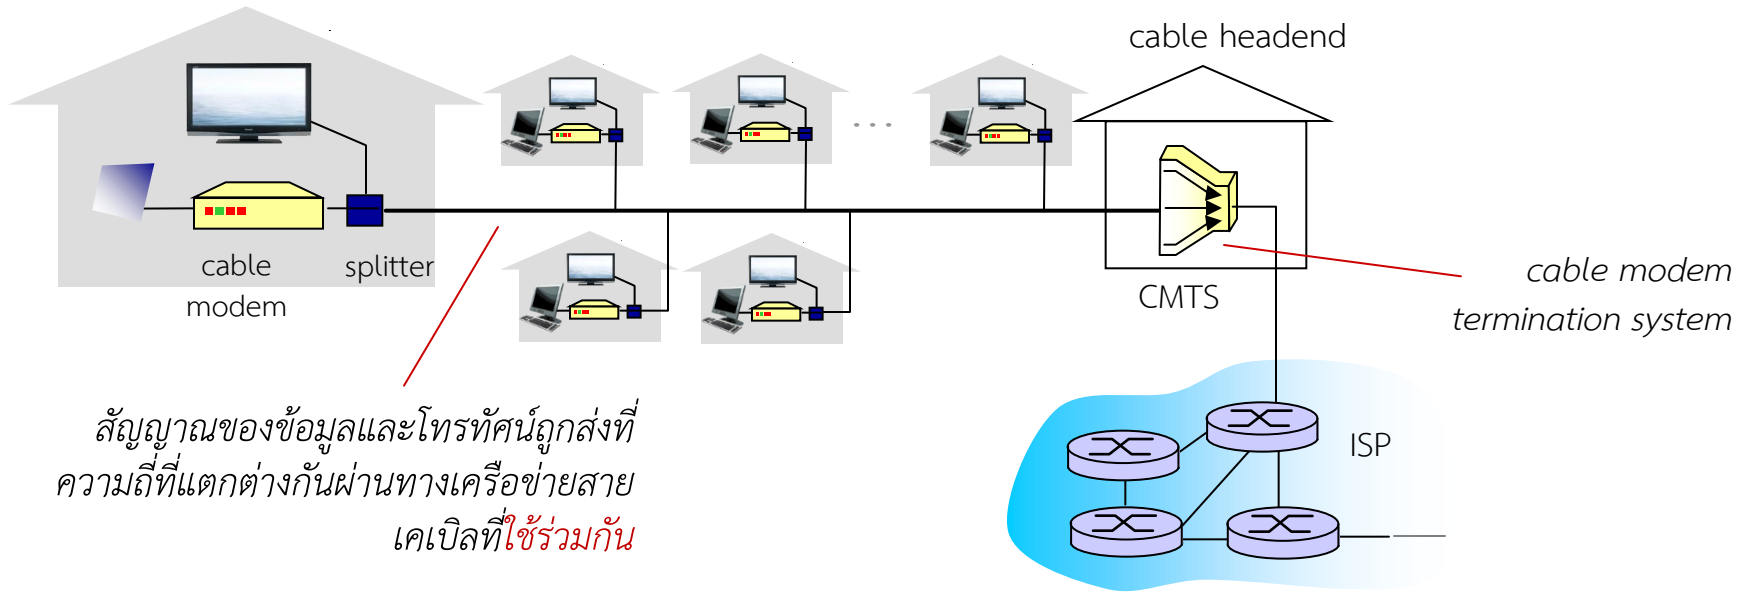 cable headend
cable
modem
splitter
CMTS
cable modem
termination system
สัญญาณของข้อมูลและโทรทัศน์ถูกส่งที่
ความถี่ที่แตกต่างกันผ่านทางเครือข่ายสาย
เคเบิลที่ใช้ร่วมกัน
ISP